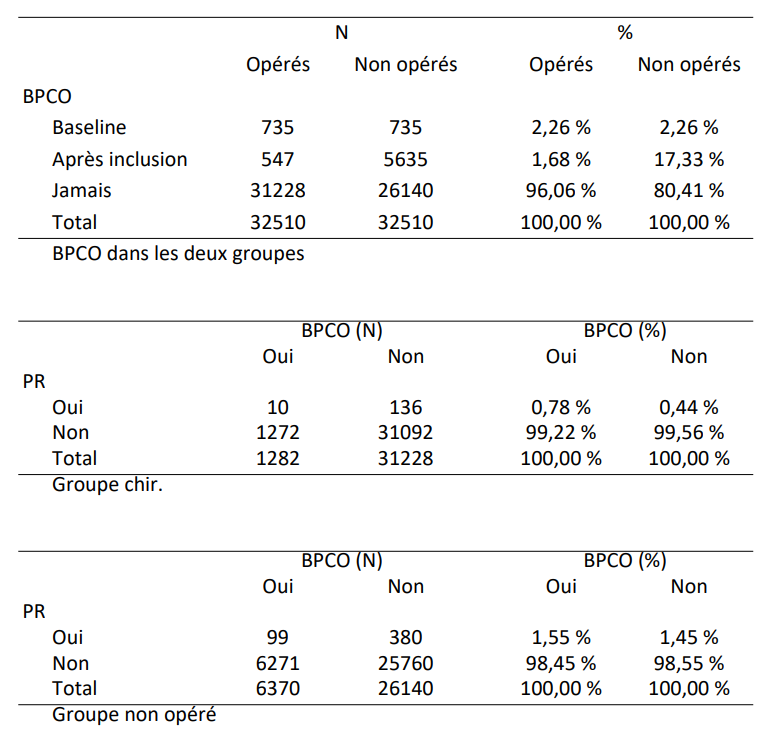 N %
Opérés Non opérés Opérés Non opérés
BPCO
Baseline 735 735 2,26 % 2,26 %
Après inclusion 547 5635 1,68 % 17,33 %
Jamais 31228 26140 96,06 % 80,41 %
Total 32510 32510 100,00 % 100,00 %
BPCO dans les deux groupes
BPCO (N) BPCO (%)
Oui Non Oui Non
PR
Oui 10 136 0,78 % 0,44 %
Non 1272 31092 99,22 % 99,56 %
Total 1282 31228 100,00 % 100,00 %
Groupe chir.
BPCO (N) BPCO (%)
Oui Non Oui Non
PR
Oui 99 380 1,55 % 1,45 %
Non 6271 25760 98,45 % 98,55 %
Total 6370 26140 100,00 % 100,00 %
Groupe non opéré